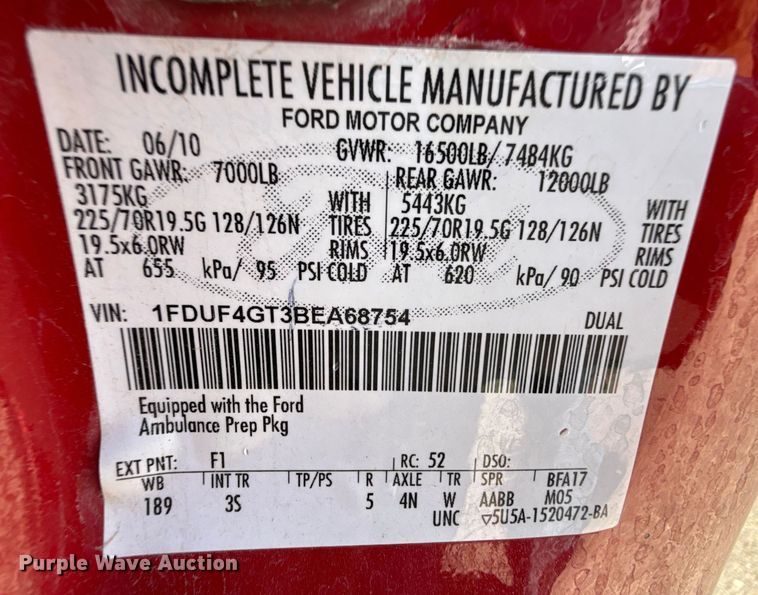 INCOMPLETE VEHICLE MANUFACTURED BY
FORD MOTOR COMPANY
DATE: 06/10 GVWR: 16500LB/ 7484KG
FRONT GAWR: 7000LB REAR GAWR: 12000LB
3175KG WITH 5443KG WITH
225/70R19.5G 128/126N TIRES 225/70R19.5G 128/126N TIRES
19.5x6.0RW RIMS 19.5x6.0RW RIMS
AT 655 kPa/ 95 PSI COLD AT 620 kPa/ 90 PSI COLD
VIN: 1FDUF4GT3BEA68754 DUAL
Equipped with the Ford
Ambulance Prep Pkg
EXT PNT: F1 RC: 52 DSO:
WB INT TR TP/PS R AXLE TR SPR BFA17
189 3S 5 4N W AABB M05
UNC ▽5U5A-1520472-BA
Purple Wave Auction